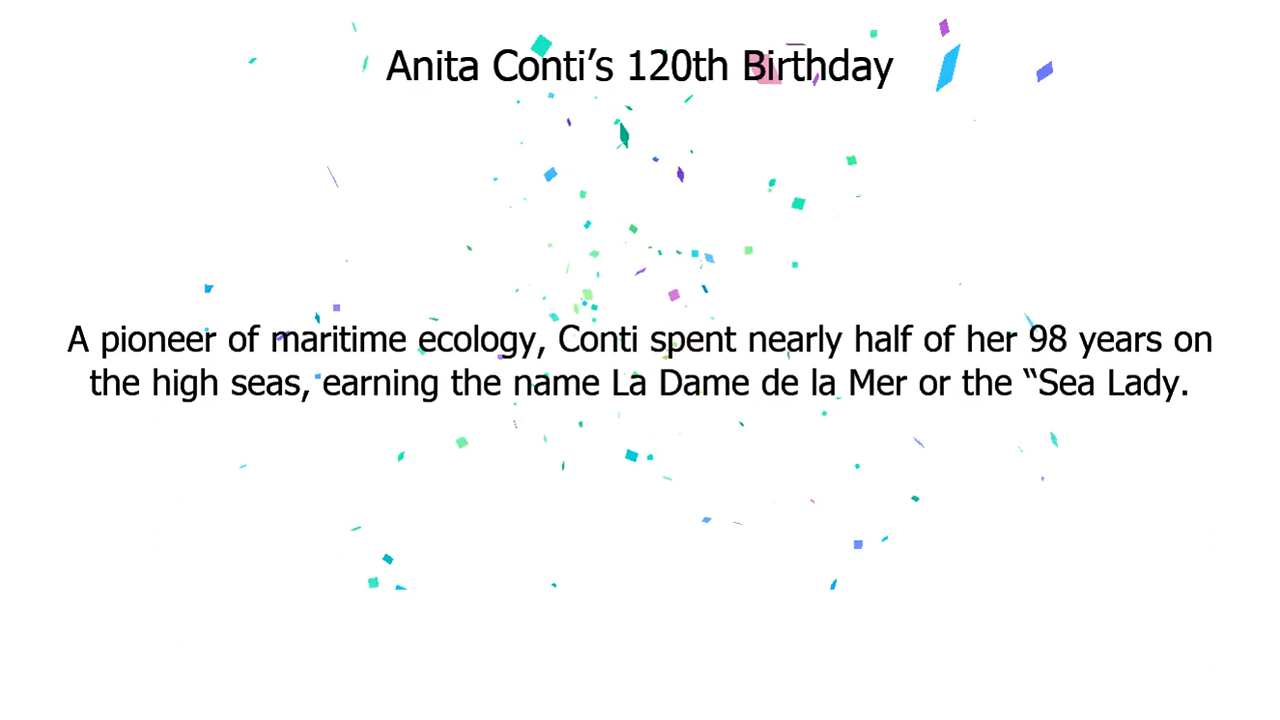 Anita Conti’s 120th Birthday
A pioneer of maritime ecology, Conti spent nearly half of her 98 years on
the high seas, earning the name La Dame de la Mer or the “Sea Lady.